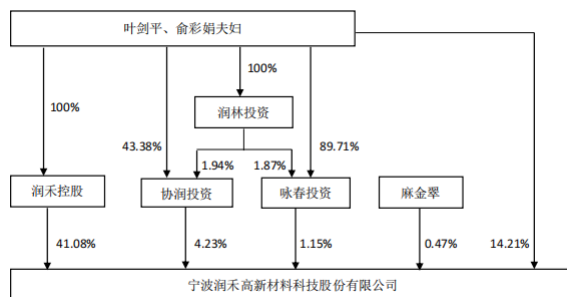 叶剑平、俞彩娟夫妇
100%
100%
润林投资
43.38%
89.71%
1.94%
1.87%
润禾控股
协润投资
咏春投资
麻金翠
41.08%
4.23%
1.15%
0.47%
14.21%
宁波润禾高新材料科技股份有限公司